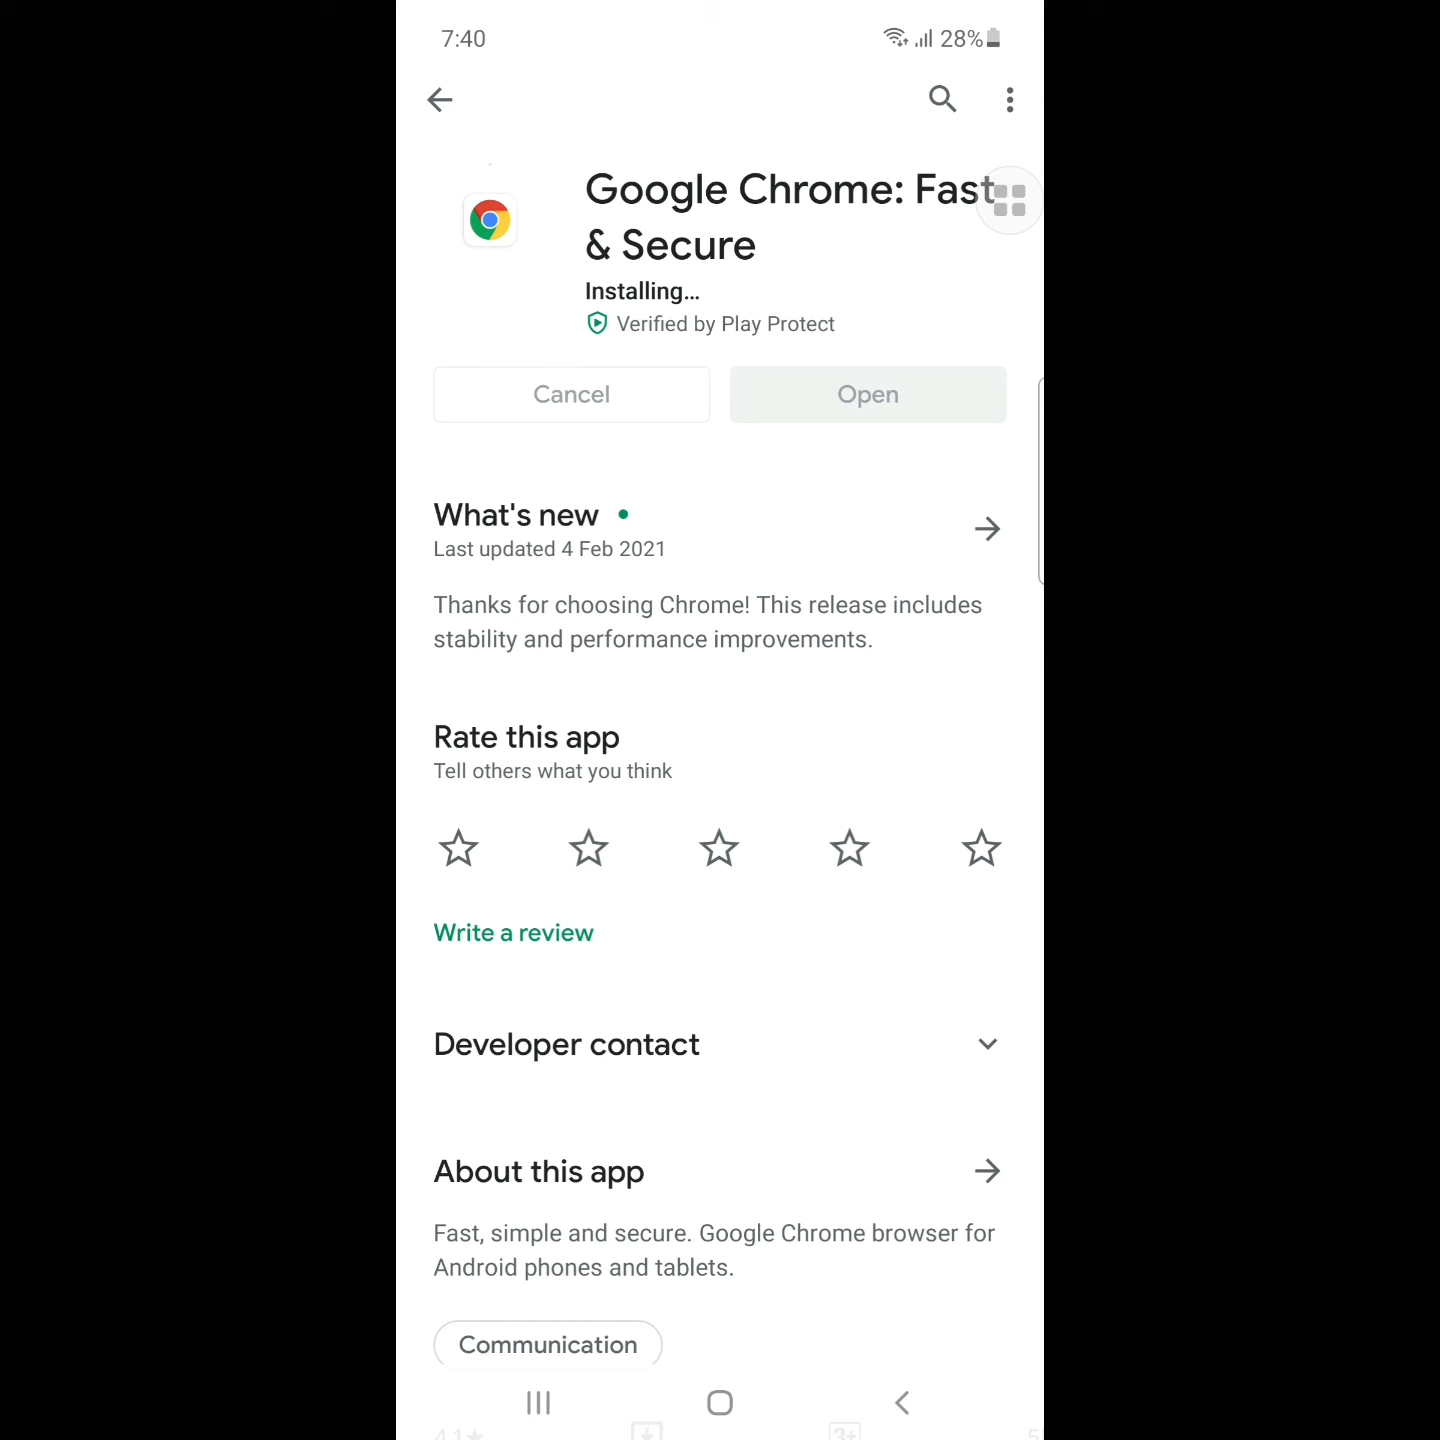 7:40
28%
Google Chrome: Fast
& Secure
Installing...
Verified by Play Protect
Cancel
Open
What's new
Last updated 4 Feb 2021
Thanks for choosing Chrome! This release includes
stability and performance improvements.
Rate this app
Tell others what you think
Write a review
Developer contact
About this app
Fast, simple and secure. Google Chrome browser for
Android phones and tablets.
Communication
4.1★
3+